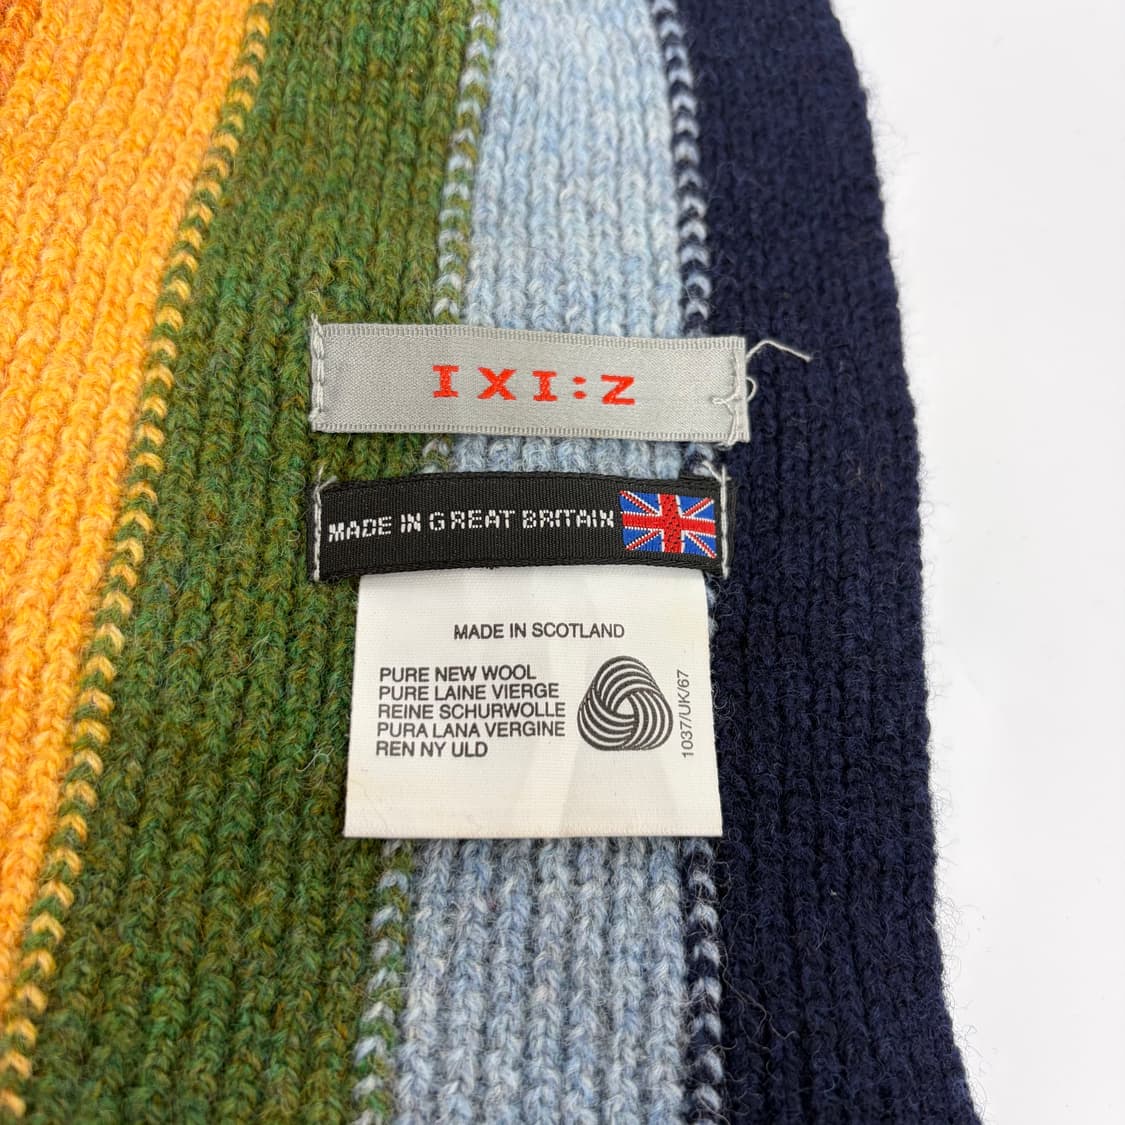 IXI:Z
MADE IN GREAT BRITAIN
MADE IN SCOTLAND
PURE NEW WOOL
PURE LAINE VIERGE
REINE SCHURWOLLE
PURA LANA VERGINE
REN NY ULD
1037/UK/67